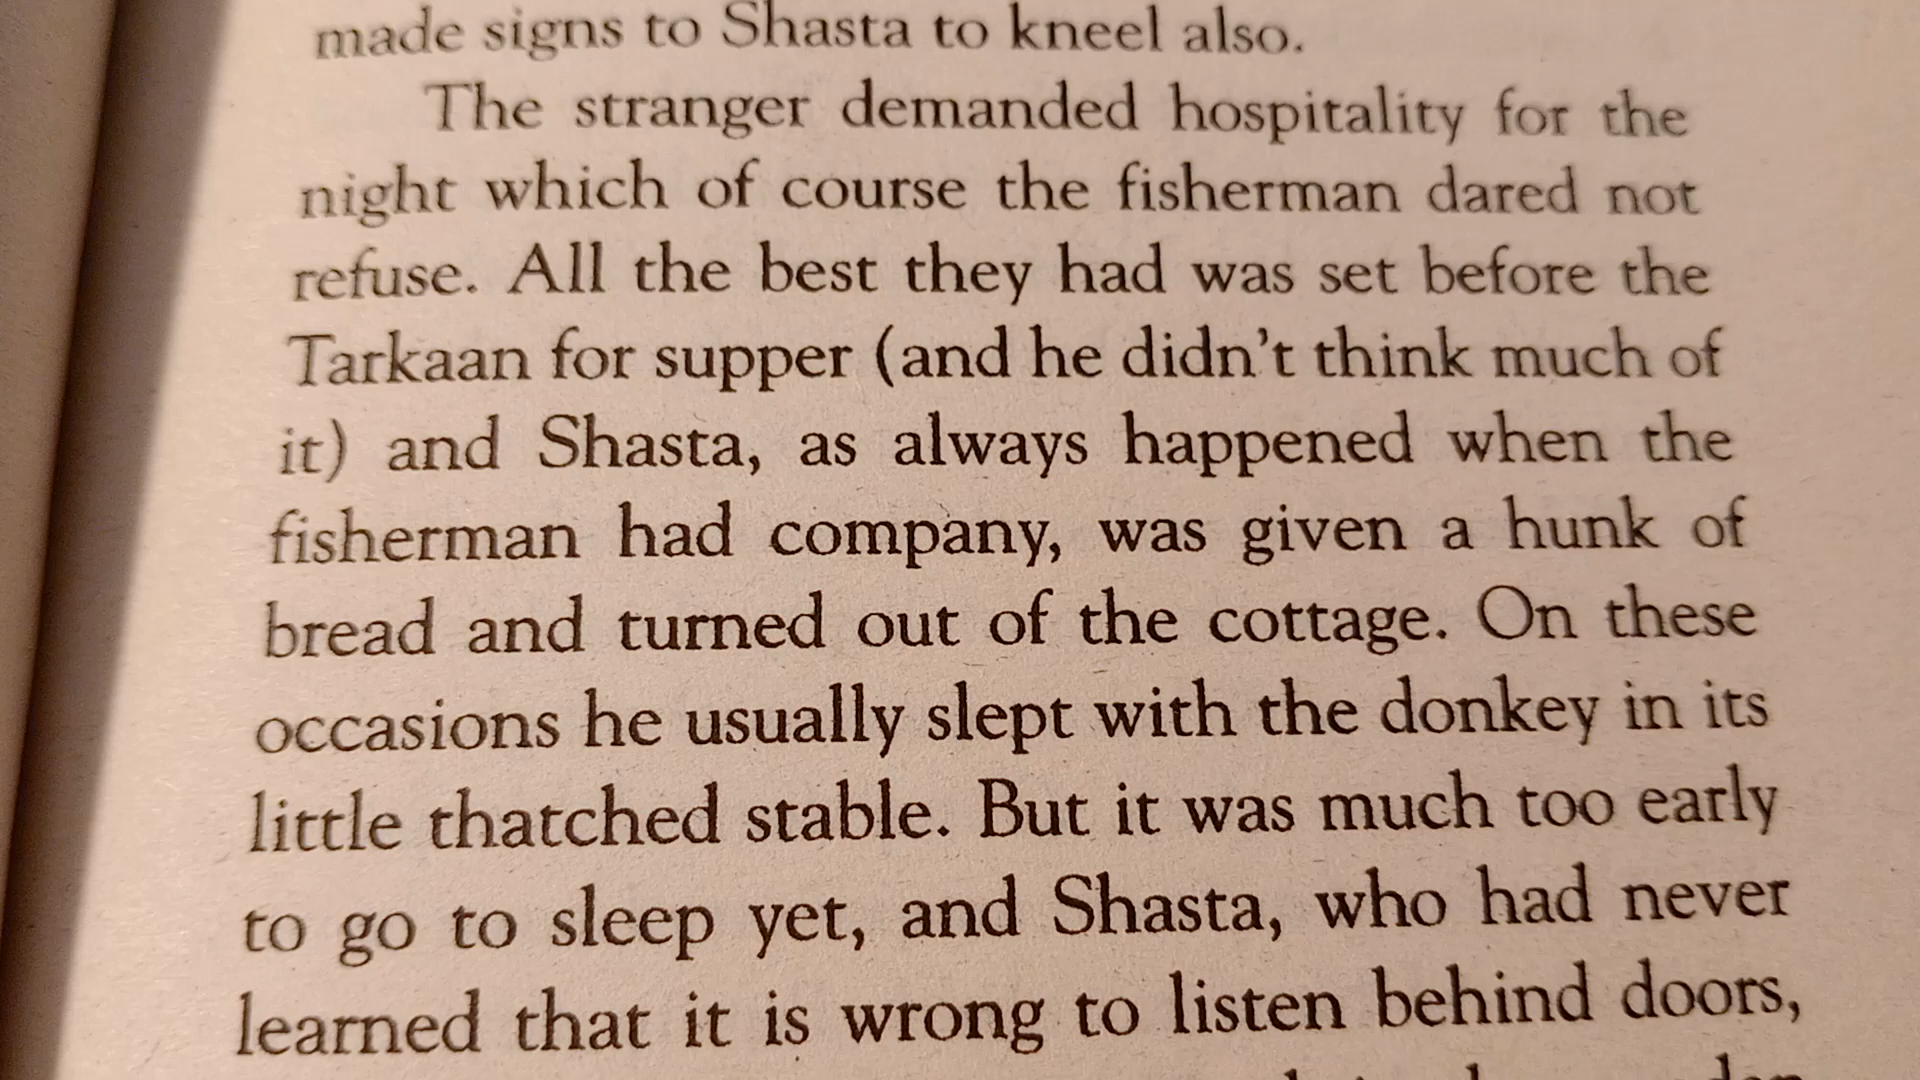 made signs to Shasta to kneel also.
The stranger demanded hospitality for the
night which of course the fisherman dared not
refuse. All the best they had was set before the
Tarkaan for supper (and he didn't think much of
it) and Shasta, as always happened when the
fisherman had company, was given a hunk of
bread and turned out of the cottage. On these
occasions he usually slept with the donkey in its
little thatched stable. But it was much too early
to go to sleep yet, and Shasta, who had never
learned that it is wrong to listen behind doors,